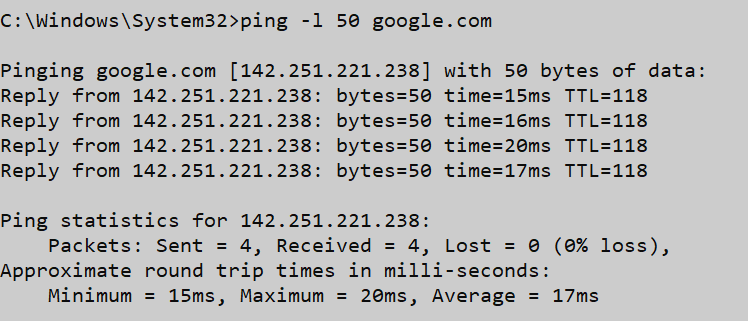 C:\Windows\System32>ping -l 50 google.com
Pinging google.com [142.251.221.238] with 50 bytes of data:
Reply from 142.251.221.238: bytes=50 time=15ms TTL=118
Reply from 142.251.221.238: bytes=50 time=16ms TTL=118
Reply from 142.251.221.238: bytes=50 time=20ms TTL=118
Reply from 142.251.221.238: bytes=50 time=17ms TTL=118
Ping statistics for 142.251.221.238:
Packets: Sent = 4, Received = 4, Lost = 0 (0% loss),
Approximate round trip times in milli-seconds:
Minimum = 15ms, Maximum = 20ms, Average = 17ms